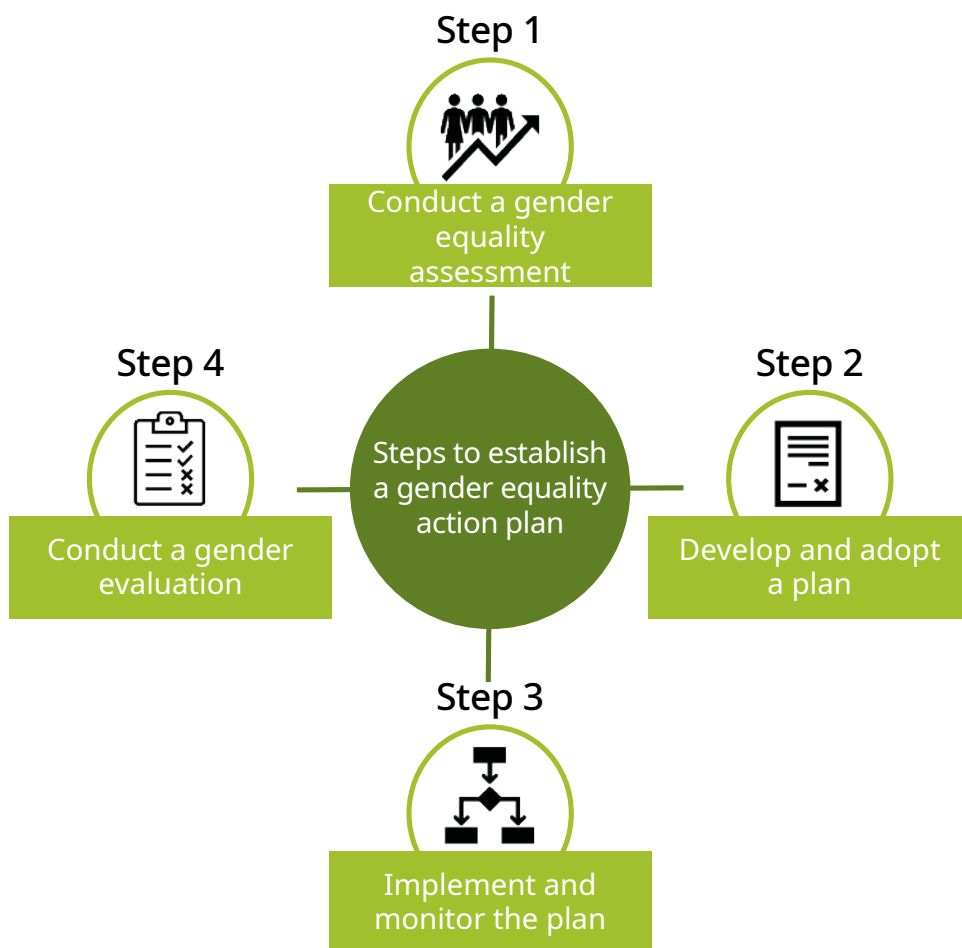 Step 1
Conduct a gender
equality
assessment
Step 4
Conduct a gender
evaluation
Steps to establish
a gender equality
action plan
Step 2
Develop and adopt
a plan
Step 3
Implement and
monitor the plan